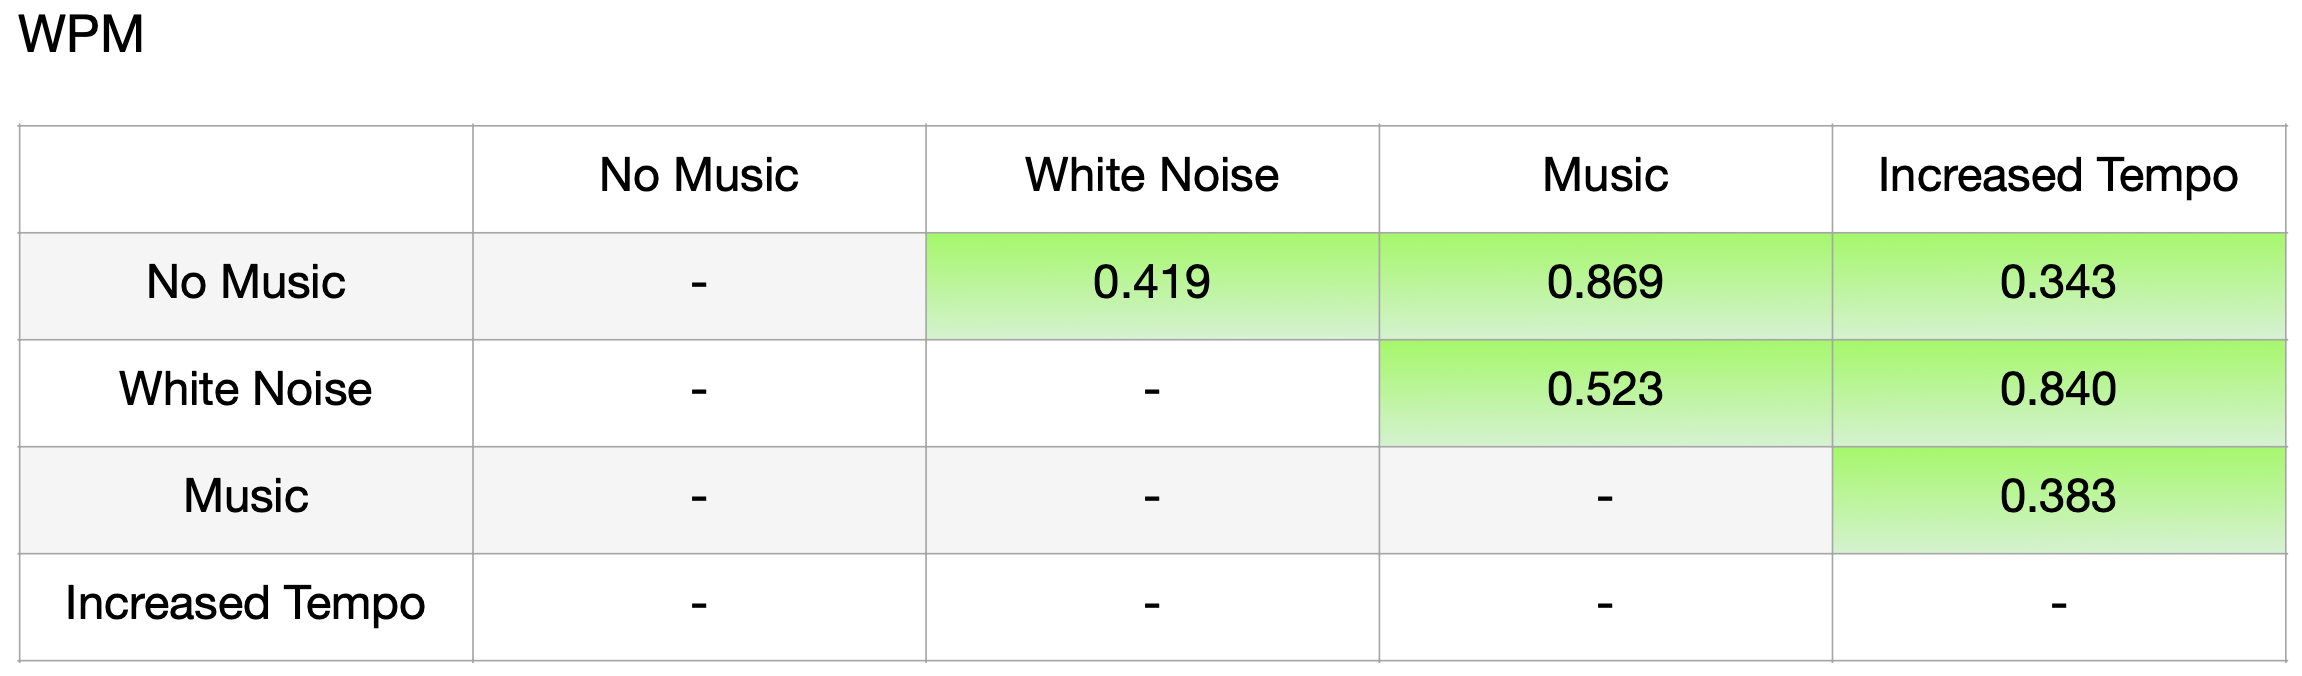 WPM
No Music White Noise Music Increased Tempo
No Music - 0.419 0.869 0.343
White Noise - - 0.523 0.840
Music - - - 0.383
Increased Tempo - - - -